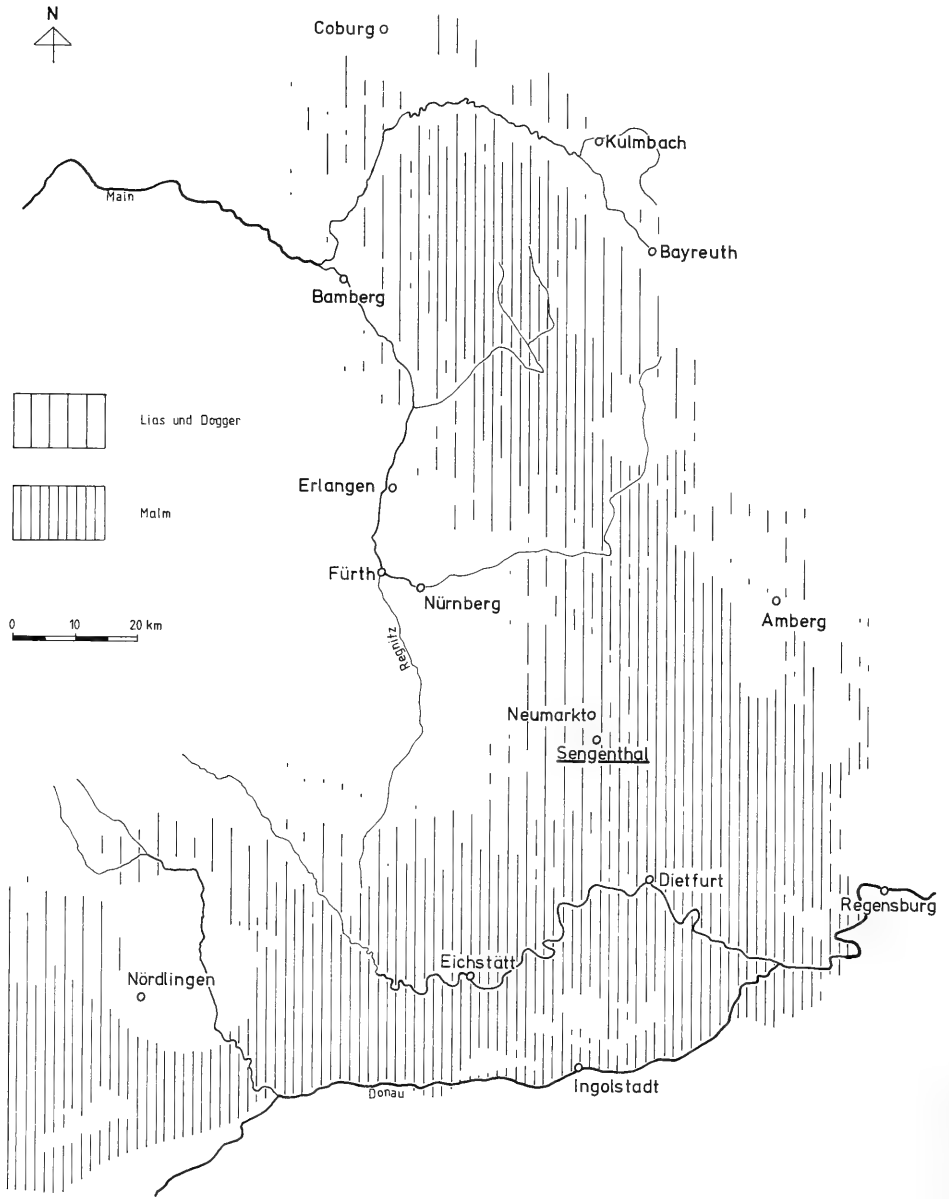 N
Coburg
Kulmbach
Main
Bayreuth
Bamberg
Lias und Dogger
Erlangen
Malm
Fürth
Nürnberg
0 10 20 km
Amberg
Regnitz
Neumarkt
Sengenthal
Dietfurt
Regensburg
Eichstätt
Nördlingen
Donau
Ingolstadt